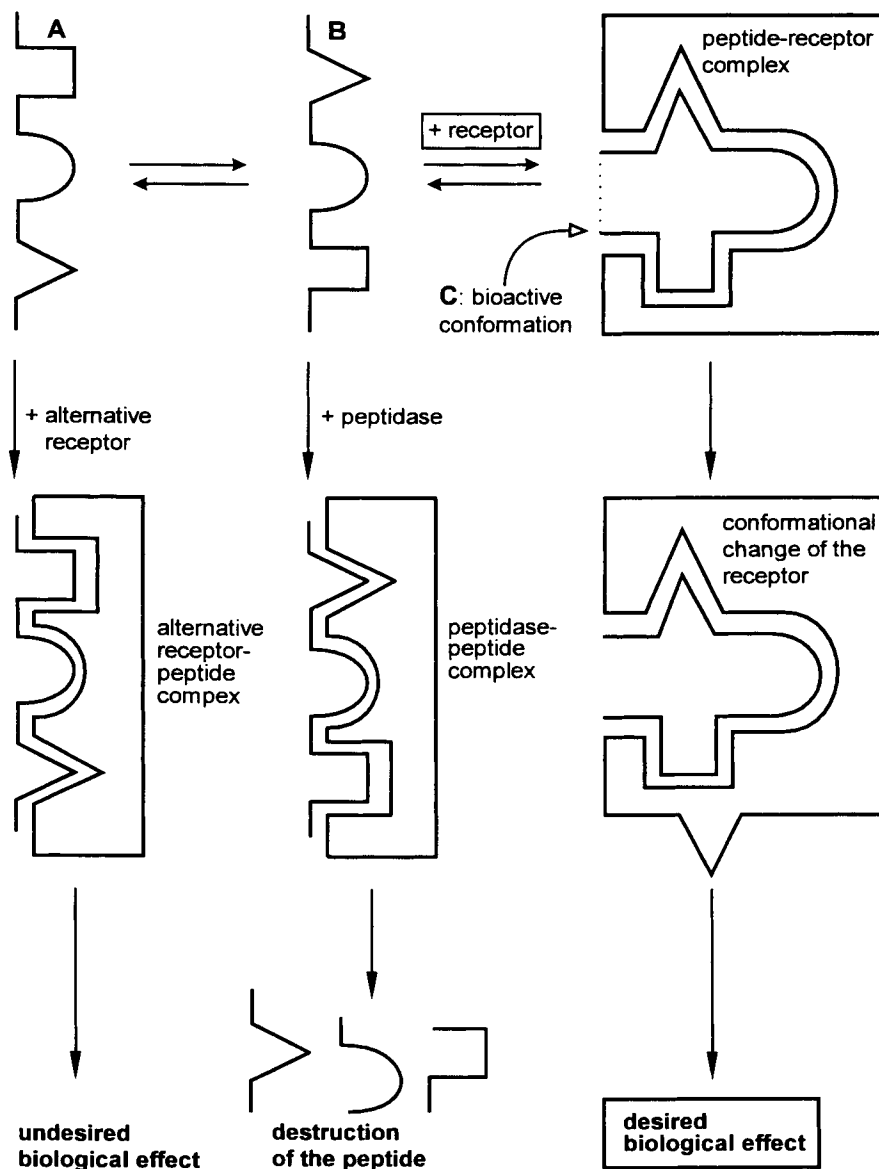 A
B
peptide-receptor
complex
+ receptor
C: bioactive
conformation
+ alternative
receptor
+ peptidase
alternative
receptor-
peptide
compex
peptidase-
peptide
complex
conformational
change of the
receptor
undesired
biological effect
destruction
of the peptide
desired
biological effect